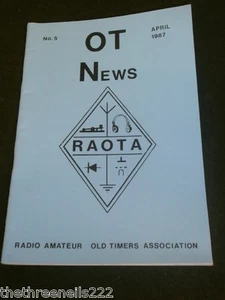 No. 5
APRIL
1987
OT
NEWS
RAOTA
RADIO AMATEUR OLD TIMERS ASSOCIATION
thethreenells222